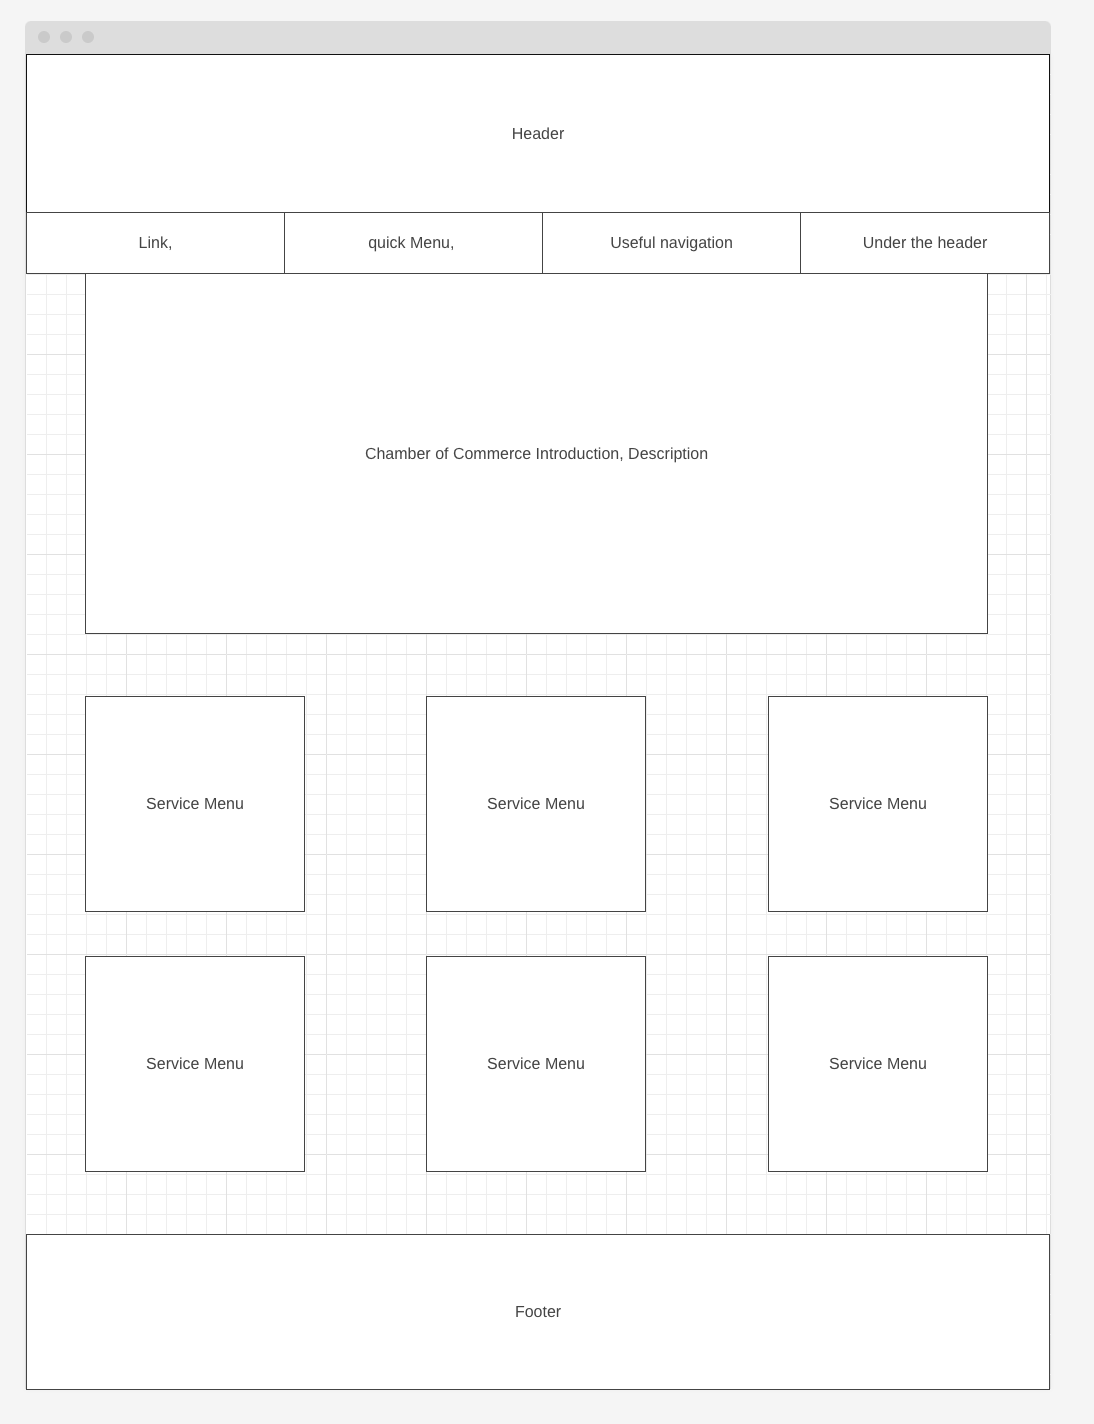 Header
Link,
quick Menu,
Useful navigation
Under the header
Chamber of Commerce Introduction, Description
Service Menu
Service Menu
Service Menu
Service Menu
Service Menu
Service Menu
Footer